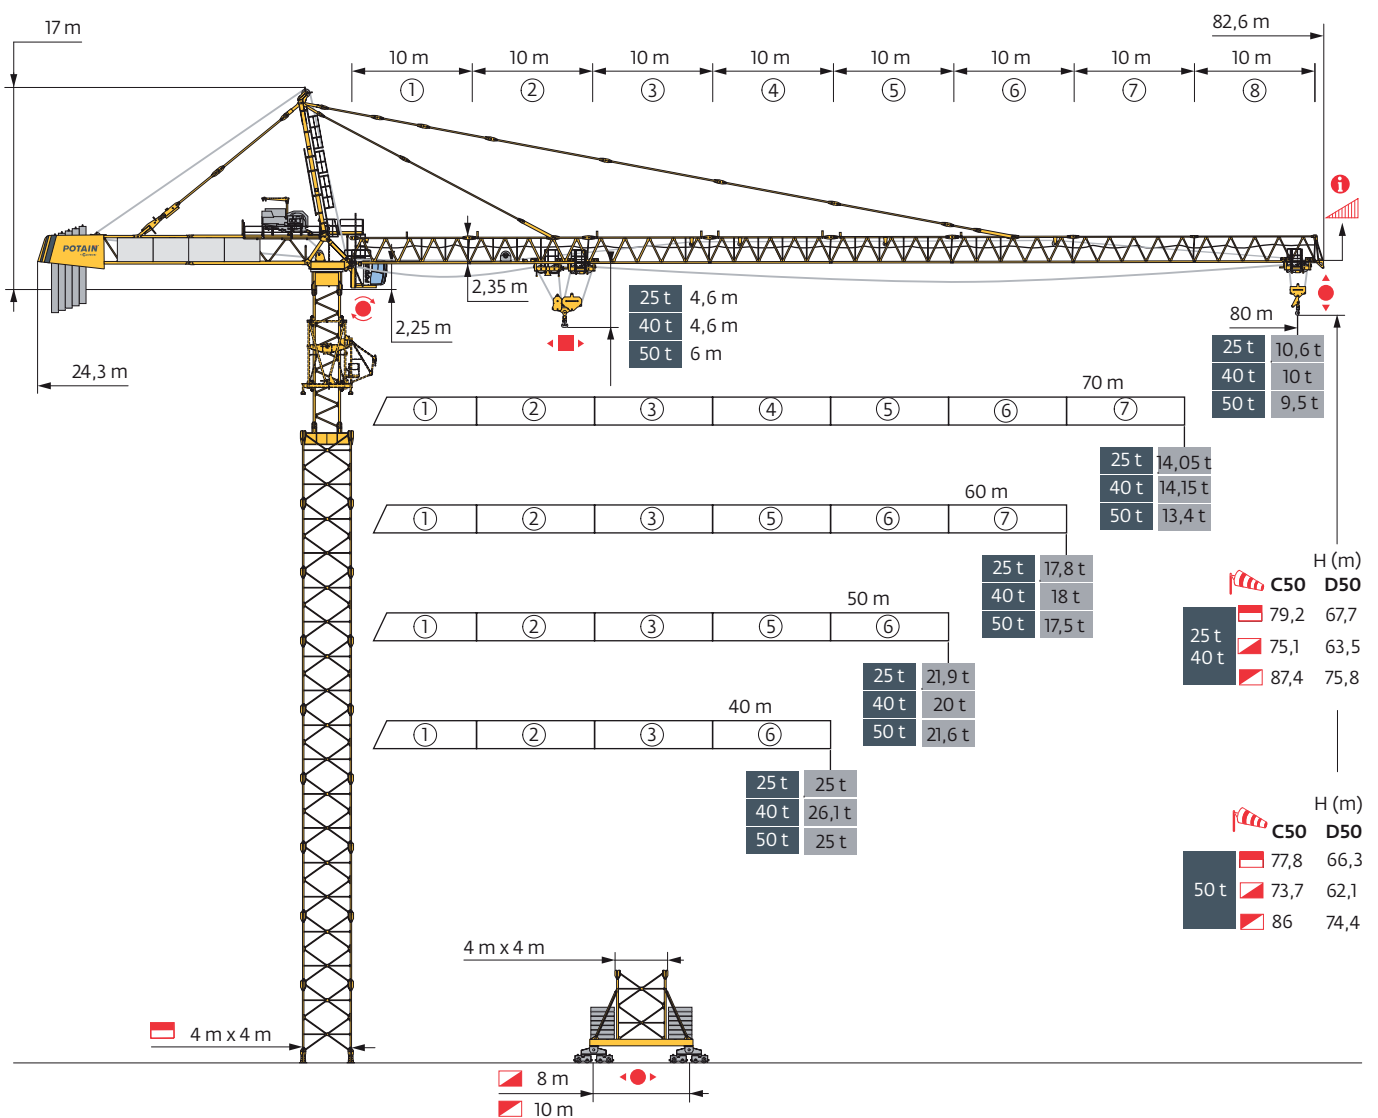 17 m
82,6 m
10 m 10 m 10 m 10 m 10 m 10 m 10 m 10 m
① ② ③ ④ ⑤ ⑥ ⑦ ⑧
i
POTAIN
2,35 m
2,25 m
25 t 4,6 m
40 t 4,6 m
50 t 6 m
80 m
25 t 10,6 t
40 t 10 t
50 t 9,5 t
24,3 m
70 m
① ② ③ ④ ⑤ ⑥ ⑦
25 t 14,05 t
40 t 14,15 t
50 t 13,4 t
60 m
① ② ③ ⑤ ⑥ ⑦
25 t 17,8 t
40 t 18 t
50 t 17,5 t
50 m
① ② ③ ⑤ ⑥
25 t 21,9 t
40 t 20 t
50 t 21,6 t
40 m
① ② ③ ⑥
25 t 25 t
40 t 26,1 t
50 t 25 t
H (m)
C50 D50
25 t
40 t
79,2 67,7
75,1 63,5
87,4 75,8
H (m)
C50 D50
50 t
77,8 66,3
73,7 62,1
86 74,4
4 m x 4 m
4 m x 4 m
8 m
10 m